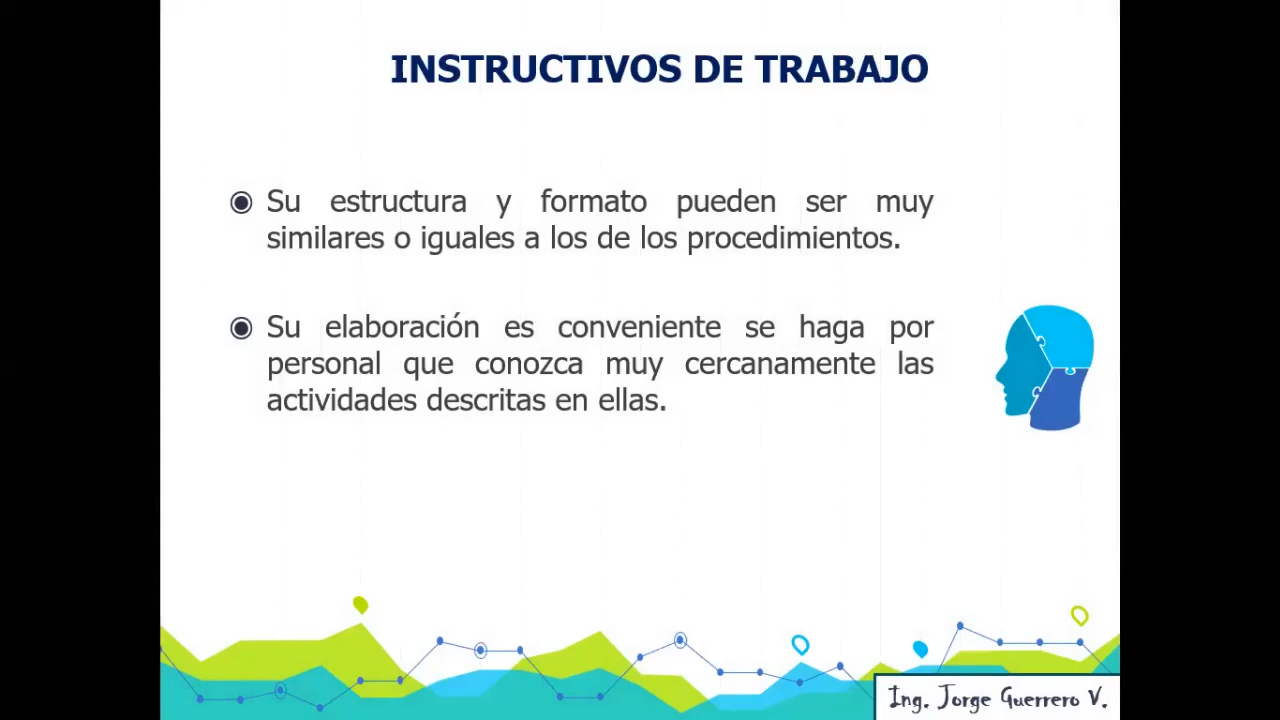 INSTRUCTIVOS DE TRABAJO
Su estructura y formato pueden ser muy
similares o iguales a los de los procedimientos.
Su elaboración es conveniente se haga por
personal que conozca muy cercanamente las
actividades descritas en ellas.
Ing. Jorge Guerrero V.